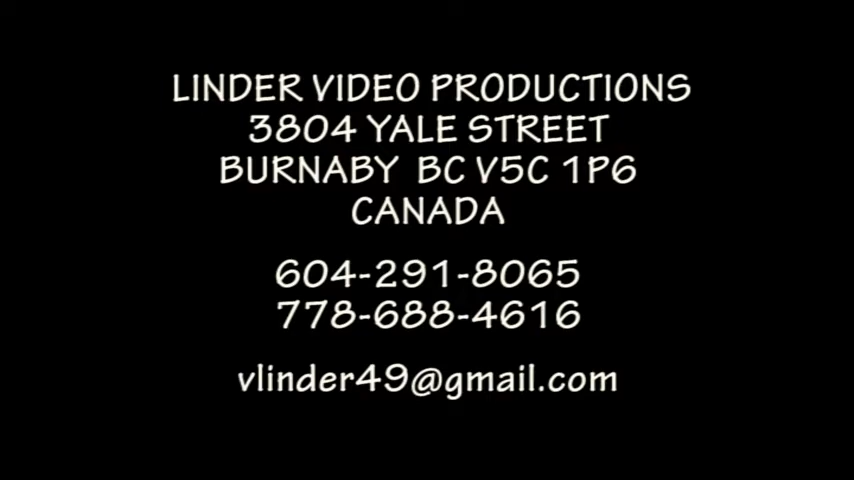 LINDER VIDEO PRODUCTIONS
3804 YALE STREET
BURNABY BC V5C 1P6
CANADA
604-291-8065
778-688-4616
vlinder49@gmail.com